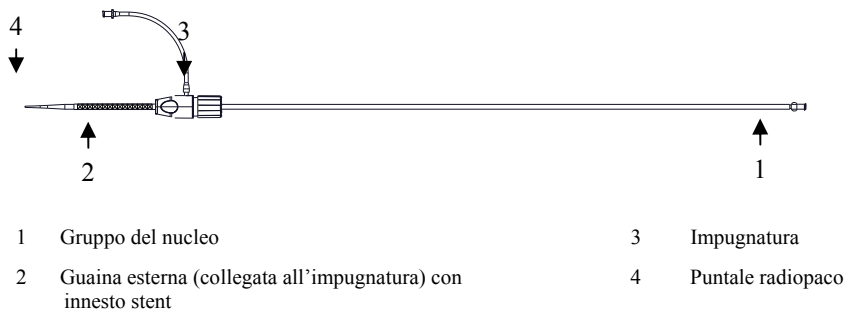 4
3
2
1
1 Gruppo del nucleo
3 Impugnatura
2 Guaina esterna (collegata all'impugnatura) con
innesto stent
4 Puntale radiopaco